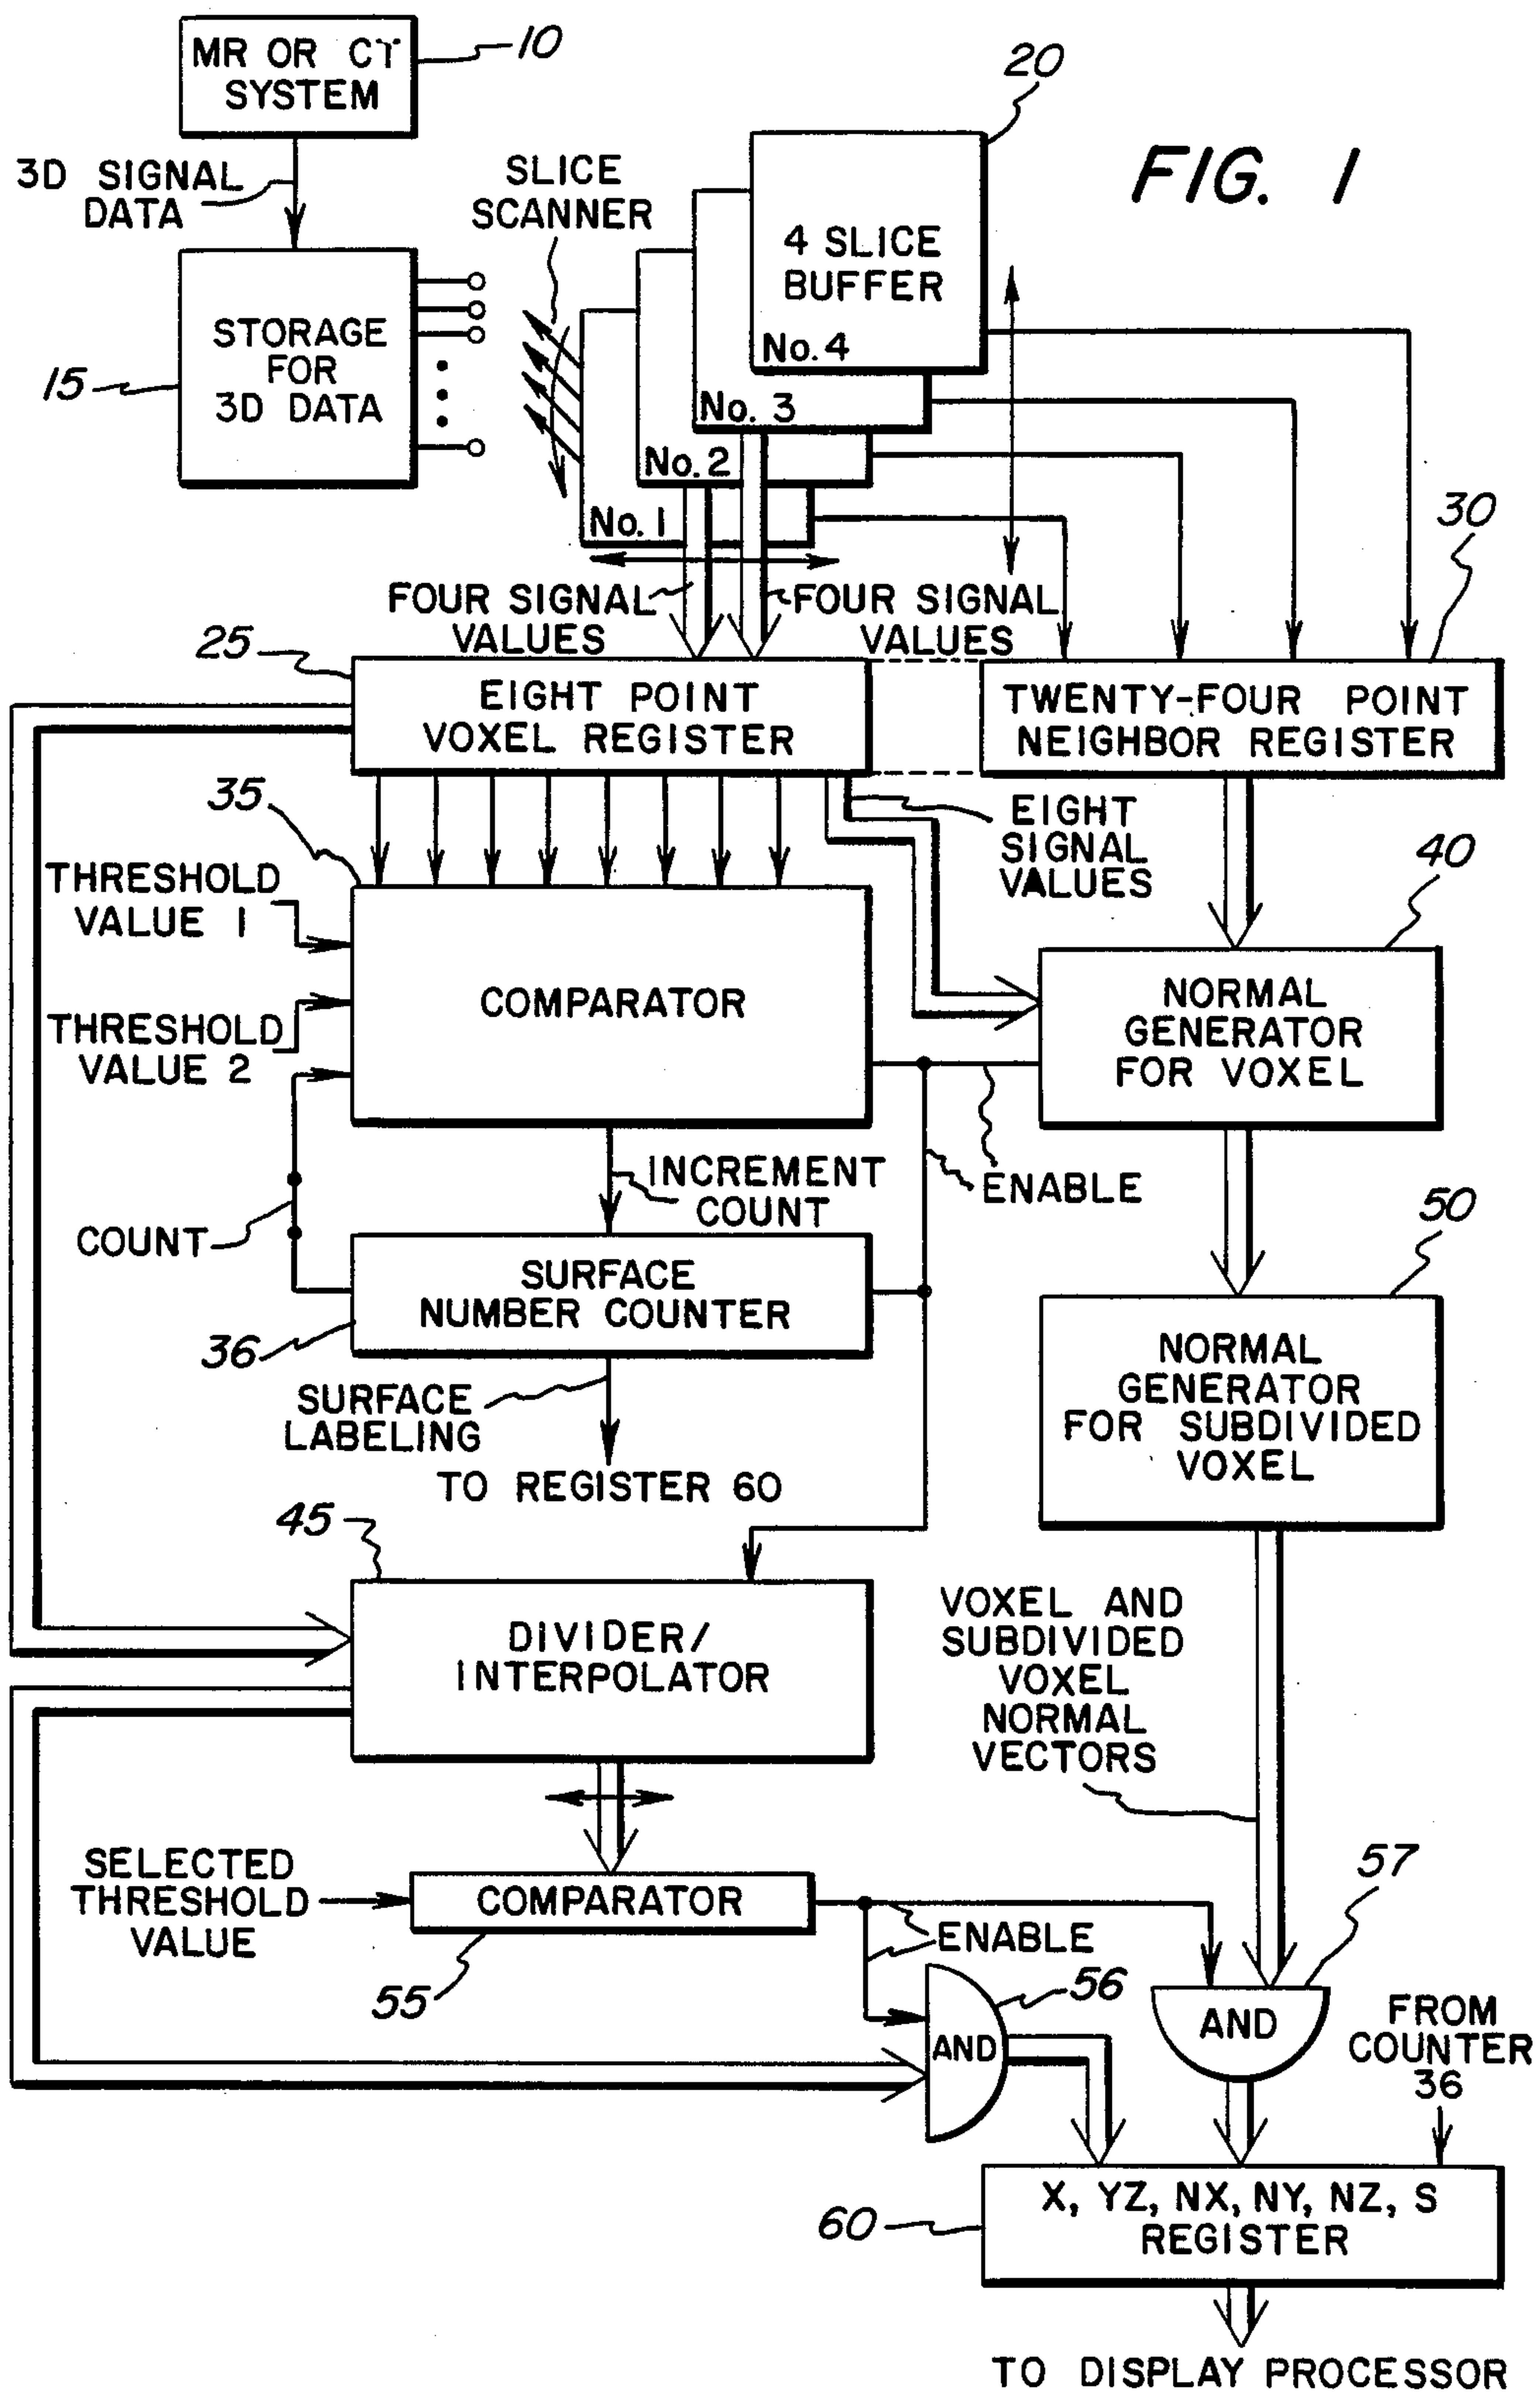 MR OR CT
SYSTEM
10
3D SIGNAL
DATA
STORAGE
FOR
3D DATA
15
SLICE
SCANNER
20
FIG. 1
4 SLICE
BUFFER
No. 4
No. 3
No. 2
No. 1
30
FOUR SIGNAL
VALUES
FOUR SIGNAL
VALUES
25
EIGHT POINT
VOXEL REGISTER
TWENTY-FOUR POINT
NEIGHBOR REGISTER
35
EIGHT
SIGNAL
VALUES
40
THRESHOLD
VALUE 1
COMPARATOR
NORMAL
GENERATOR
FOR VOXEL
THRESHOLD
VALUE 2
INCREMENT
COUNT
ENABLE
COUNT
50
SURFACE
NUMBER COUNTER
36
NORMAL
GENERATOR
FOR SUBDIVIDED
VOXEL
SURFACE
LABELING
TO REGISTER 60
45
DIVIDER/
INTERPOLATOR
VOXEL AND
SUBDIVIDED
VOXEL
NORMAL
VECTORS
SELECTED
THRESHOLD
VALUE
COMPARATOR
55
ENABLE
57
56
AND
AND
FROM
COUNTER
36
X, YZ, NX, NY, NZ, S
REGISTER
60
TO DISPLAY PROCESSOR